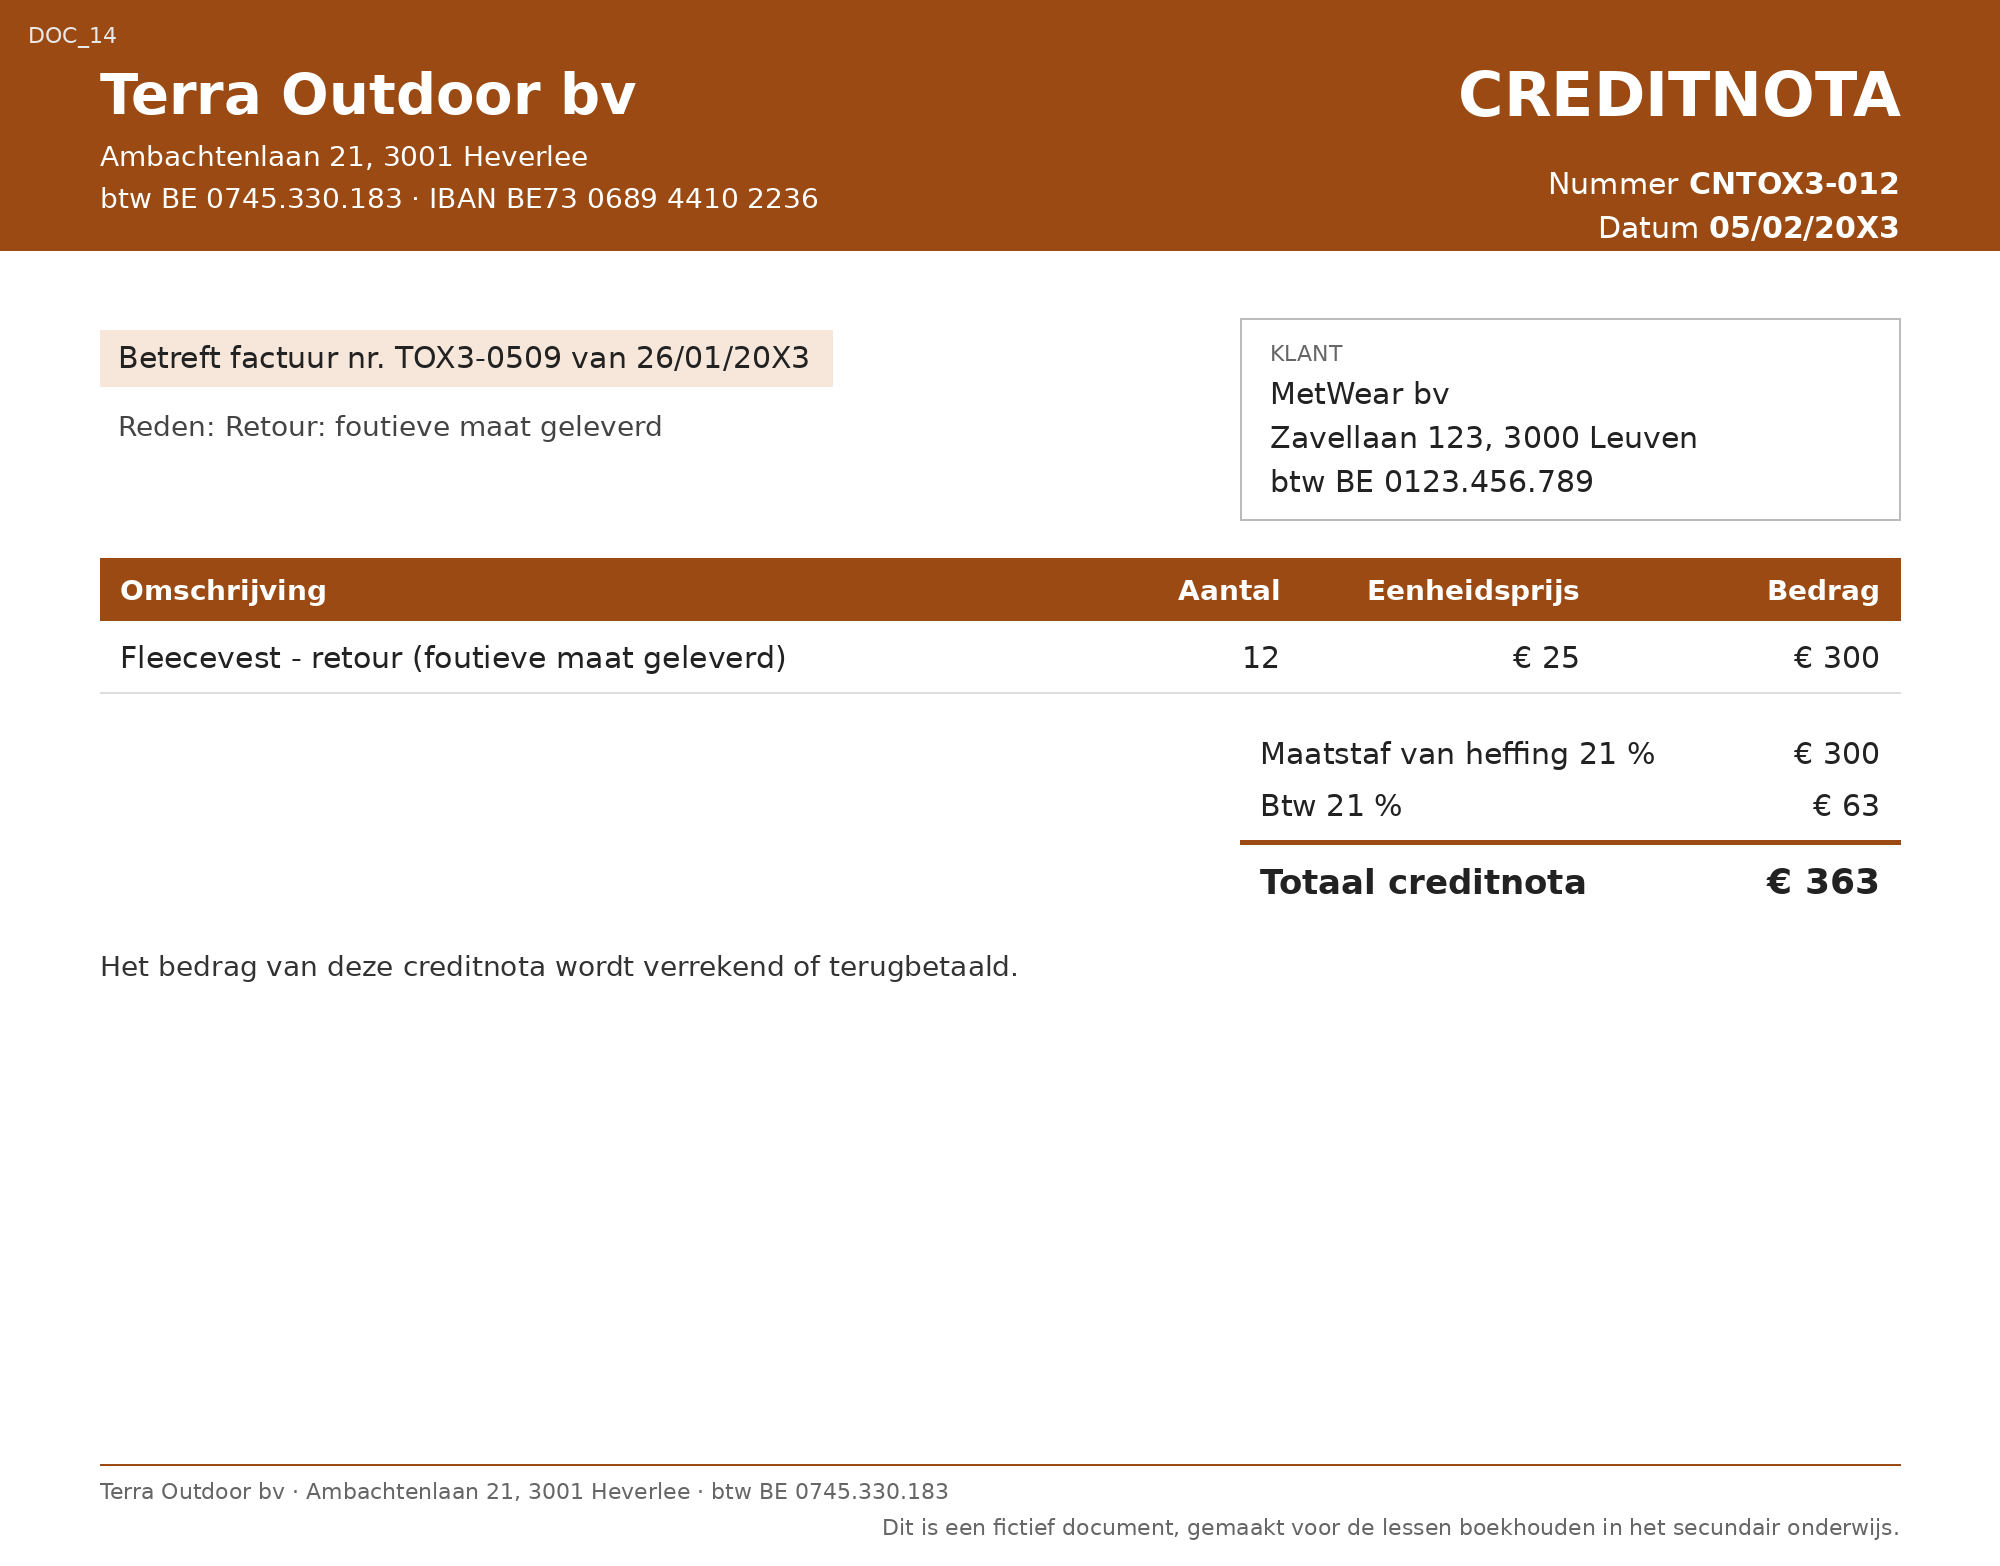 DOC_14
Terra Outdoor bv
Ambachtenlaan 21, 3001 Heverlee
btw BE 0745.330.183 · IBAN BE73 0689 4410 2236
CREDITNOTA
Nummer CNTOX3-012
Datum 05/02/20X3
Betreft factuur nr. TOX3-0509 van 26/01/20X3
Reden: Retour: foutieve maat geleverd
KLANT
MetWear bv
Zavellaan 123, 3000 Leuven
btw BE 0123.456.789
Omschrijving Aantal Eenheidsprijs Bedrag
Fleecevest - retour (foutieve maat geleverd) 12 € 25 € 300
Maatstaf van heffing 21 % € 300
Btw 21 % € 63
Totaal creditnota € 363
Het bedrag van deze creditnota wordt verrekend of terugbetaald.
Terra Outdoor bv · Ambachtenlaan 21, 3001 Heverlee · btw BE 0745.330.183
Dit is een fictief document, gemaakt voor de lessen boekhouden in het secundair onderwijs.